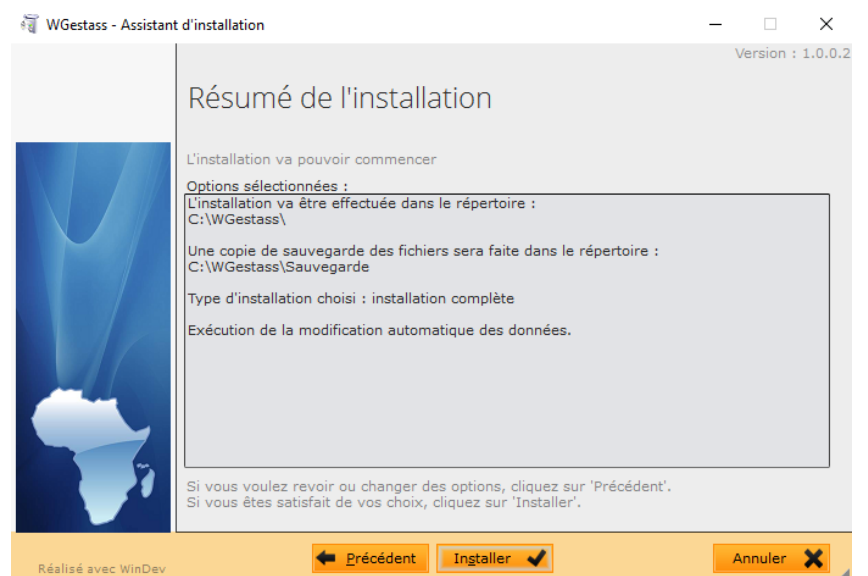 WGestass - Assistant d'installation
Version : 1.0.0.2
Résumé de l'installation
L'installation va pouvoir commencer
Options sélectionnées :
L'installation va être effectuée dans le répertoire :
C:\WGestass\
Une copie de sauvegarde des fichiers sera faite dans le répertoire :
C:\WGestass\Sauvegarde
Type d'installation choisi : installation complète
Exécution de la modification automatique des données.
Si vous voulez revoir ou changer des options, cliquez sur 'Précédent'.
Si vous êtes satisfait de vos choix, cliquez sur 'Installer'.
Réalisé avec WinDev
Précédent
Installer
Annuler